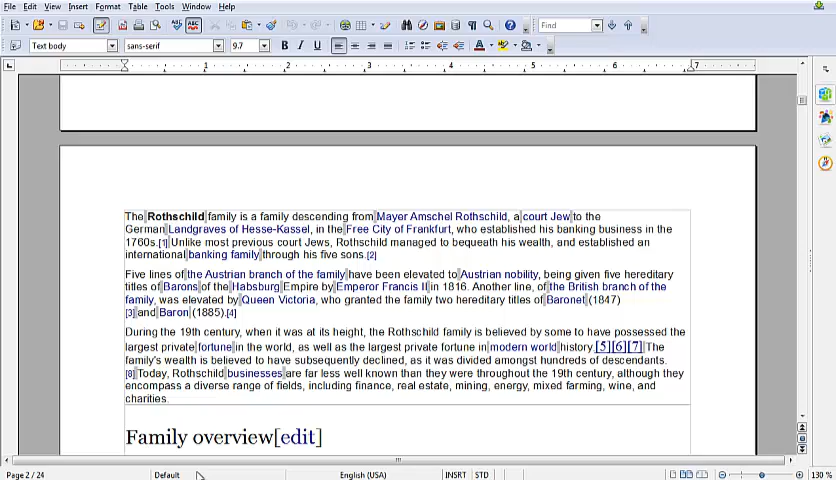 File Edit View Insert Format Table Tools Window Help
Find
Text body sans-serif 9.7 B I U
1 2 3 4 5 6 7
The Rothschild family is a family descending from Mayer Amschel Rothschild, a court Jew to the
German Landgraves of Hesse-Kassel, in the Free City of Frankfurt, who established his banking business in the
1760s.[1] Unlike most previous court Jews, Rothschild managed to bequeath his wealth, and established an
international banking family through his five sons.[2]
Five lines of the Austrian branch of the family have been elevated to Austrian nobility, being given five hereditary
titles of Barons of the Habsburg Empire by Emperor Francis II in 1816. Another line, of the British branch of the
family, was elevated by Queen Victoria, who granted the family two hereditary titles of Baronet (1847)
[3] and Baron (1885).[4]
During the 19th century, when it was at its height, the Rothschild family is believed by some to have possessed the
largest private fortune in the world, as well as the largest private fortune in modern world history.[5][6][7] The
family's wealth is believed to have subsequently declined, as it was divided amongst hundreds of descendants.
[8] Today, Rothschild businesses are far less well known than they were throughout the 19th century, although they
encompass a diverse range of fields, including finance, real estate, mining, energy, mixed farming, wine, and
charities.
Family overview[edit]
Page 2 / 24 Default English (USA) INSRT STD 130 %